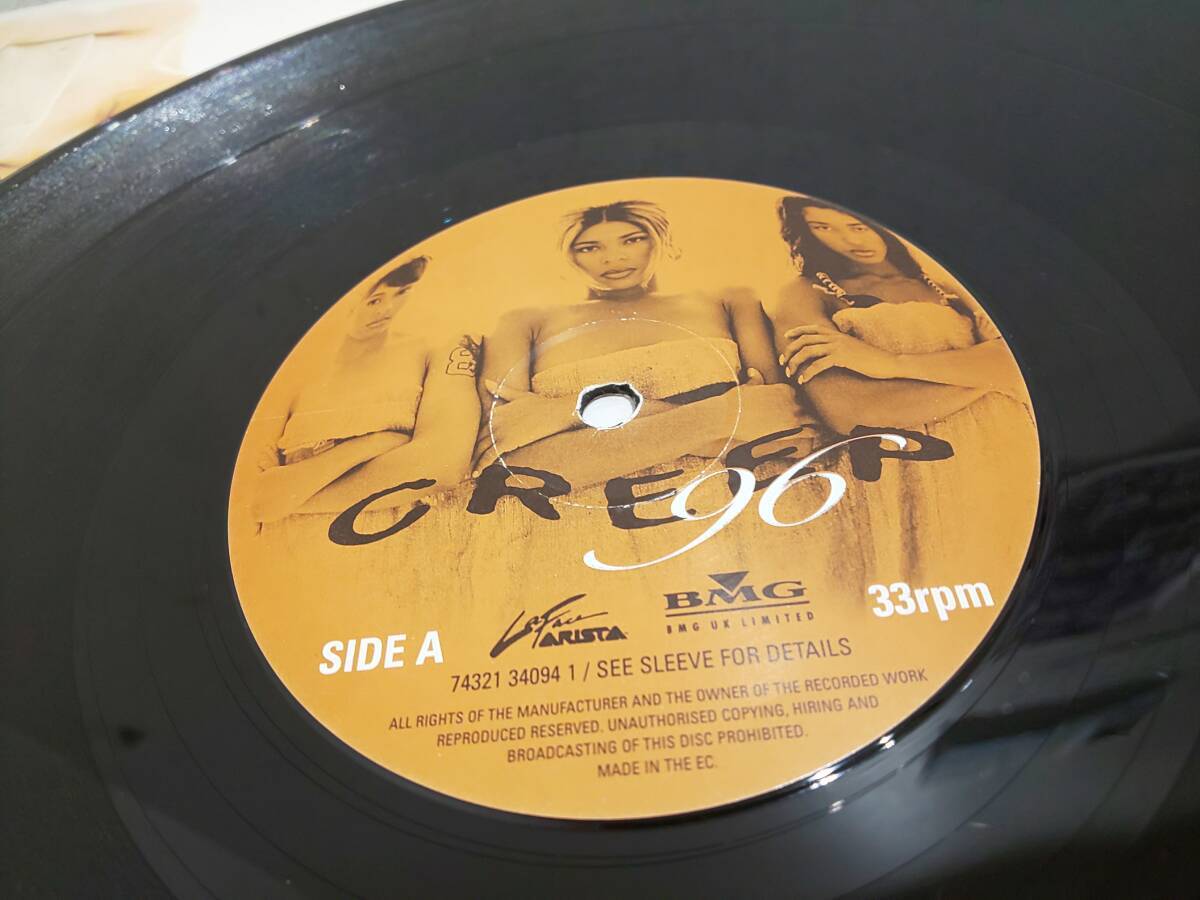 CREEP
96
LaFace
ARISTA
BMG
BMG UK LIMITED
SIDE A
33rpm
74321 34094 1 / SEE SLEEVE FOR DETAILS
ALL RIGHTS OF THE MANUFACTURER AND THE OWNER OF THE RECORDED WORK
REPRODUCED RESERVED. UNAUTHORISED COPYING, HIRING AND
BROADCASTING OF THIS DISC PROHIBITED.
MADE IN THE EC.